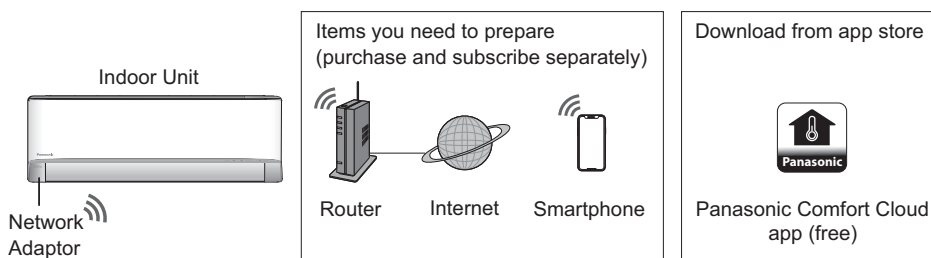 Indoor Unit
Panasonic
Network
Adaptor
Items you need to prepare
(purchase and subscribe separately)
Router
Internet
Smartphone
Download from app store
Panasonic
Panasonic Comfort Cloud
app (free)